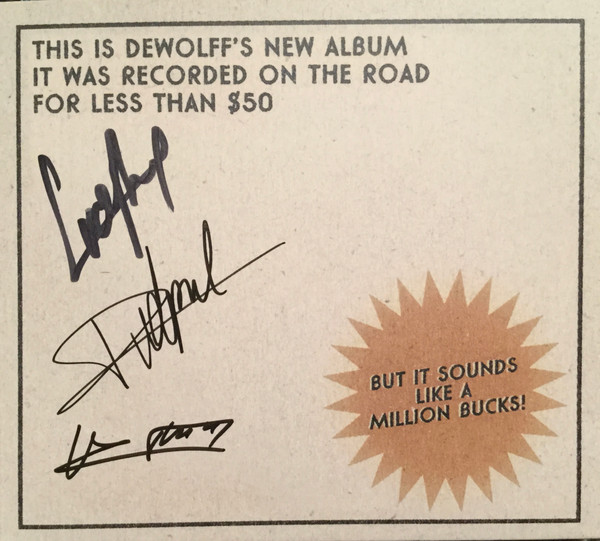 THIS IS DEWOLFF'S NEW ALBUM
IT WAS RECORDED ON THE ROAD
FOR LESS THAN $50
BUT IT SOUNDS
LIKE A
MILLION BUCKS!